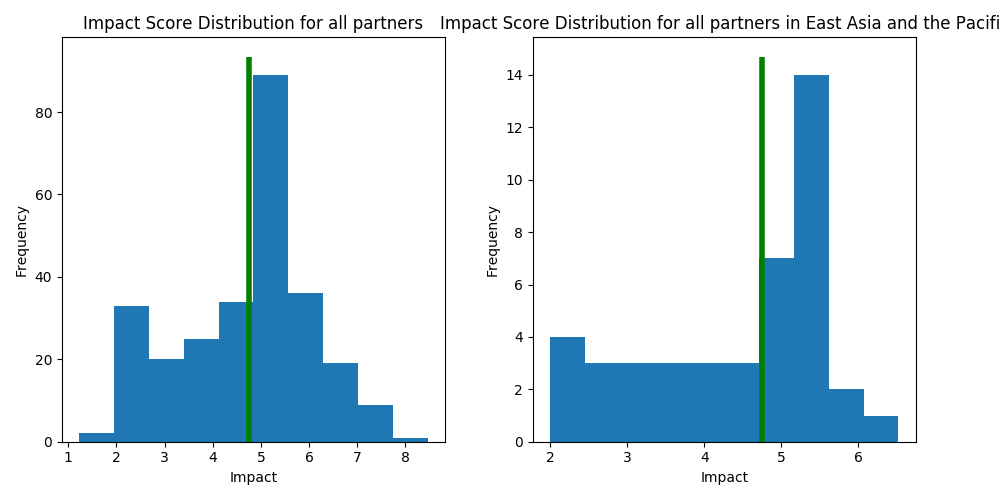 Impact Score Distribution for all partners
80
60
40
20
0
Frequency
1 2 3 4 5 6 7 8
Impact
Impact Score Distribution for all partners in East Asia and the Pacifi
14
12
10
8
6
4
2
0
Frequency
2 3 4 5 6
Impact